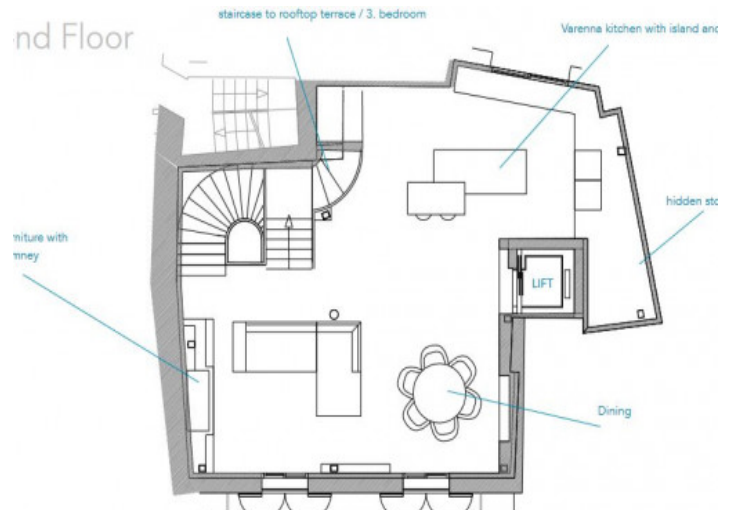 nd Floor
staircase to rooftop terrace / 3. bedroom
Varenna kitchen with island and
hidden sto
rniture with
mney
LIFT
Dining